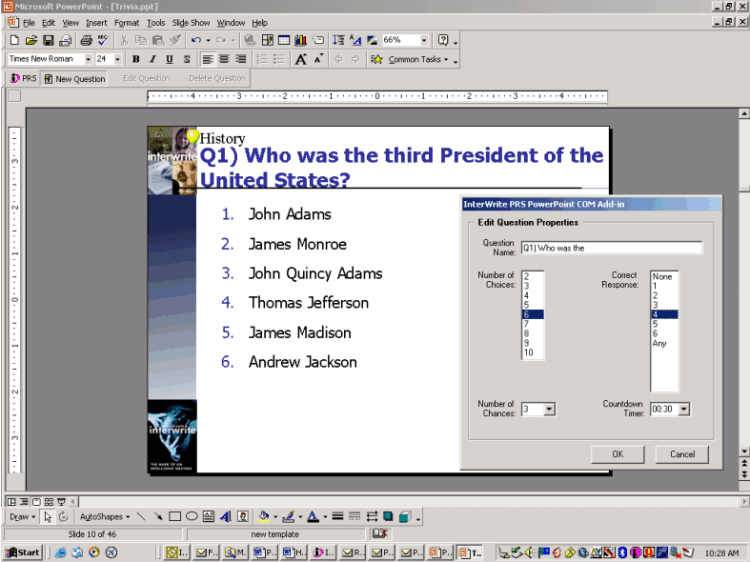 Microsoft PowerPoint - [Trivia.ppt]
File Edit View Insert Format Tools Slide Show Window Help
66%
Times New Roman 24 B I U S Common Tasks
PRS New Question Edit Question Delete Question
History
Q1) Who was the third President of the
United States?
1. John Adams
2. James Monroe
3. John Quincy Adams
4. Thomas Jefferson
5. James Madison
6. Andrew Jackson
interwrite
interwrite
THE MARK OF AN
INTELLIGENT MEETING
InterWrite PRS PowerPoint COM Add-in
Edit Question Properties
Question
Name: Q1) Who was the
Number of
Choices:
2
3
4
5
6
7
8
9
10
Correct
Response:
None
1
2
3
4
5
6
Any
Number of
Chances: 3
Countdown
Timer: 00:30
OK Cancel
Draw AutoShapes
Slide 10 of 46 new template
Start I... F... M... P... H... I... R... P... P... P... T... 10:28 AM